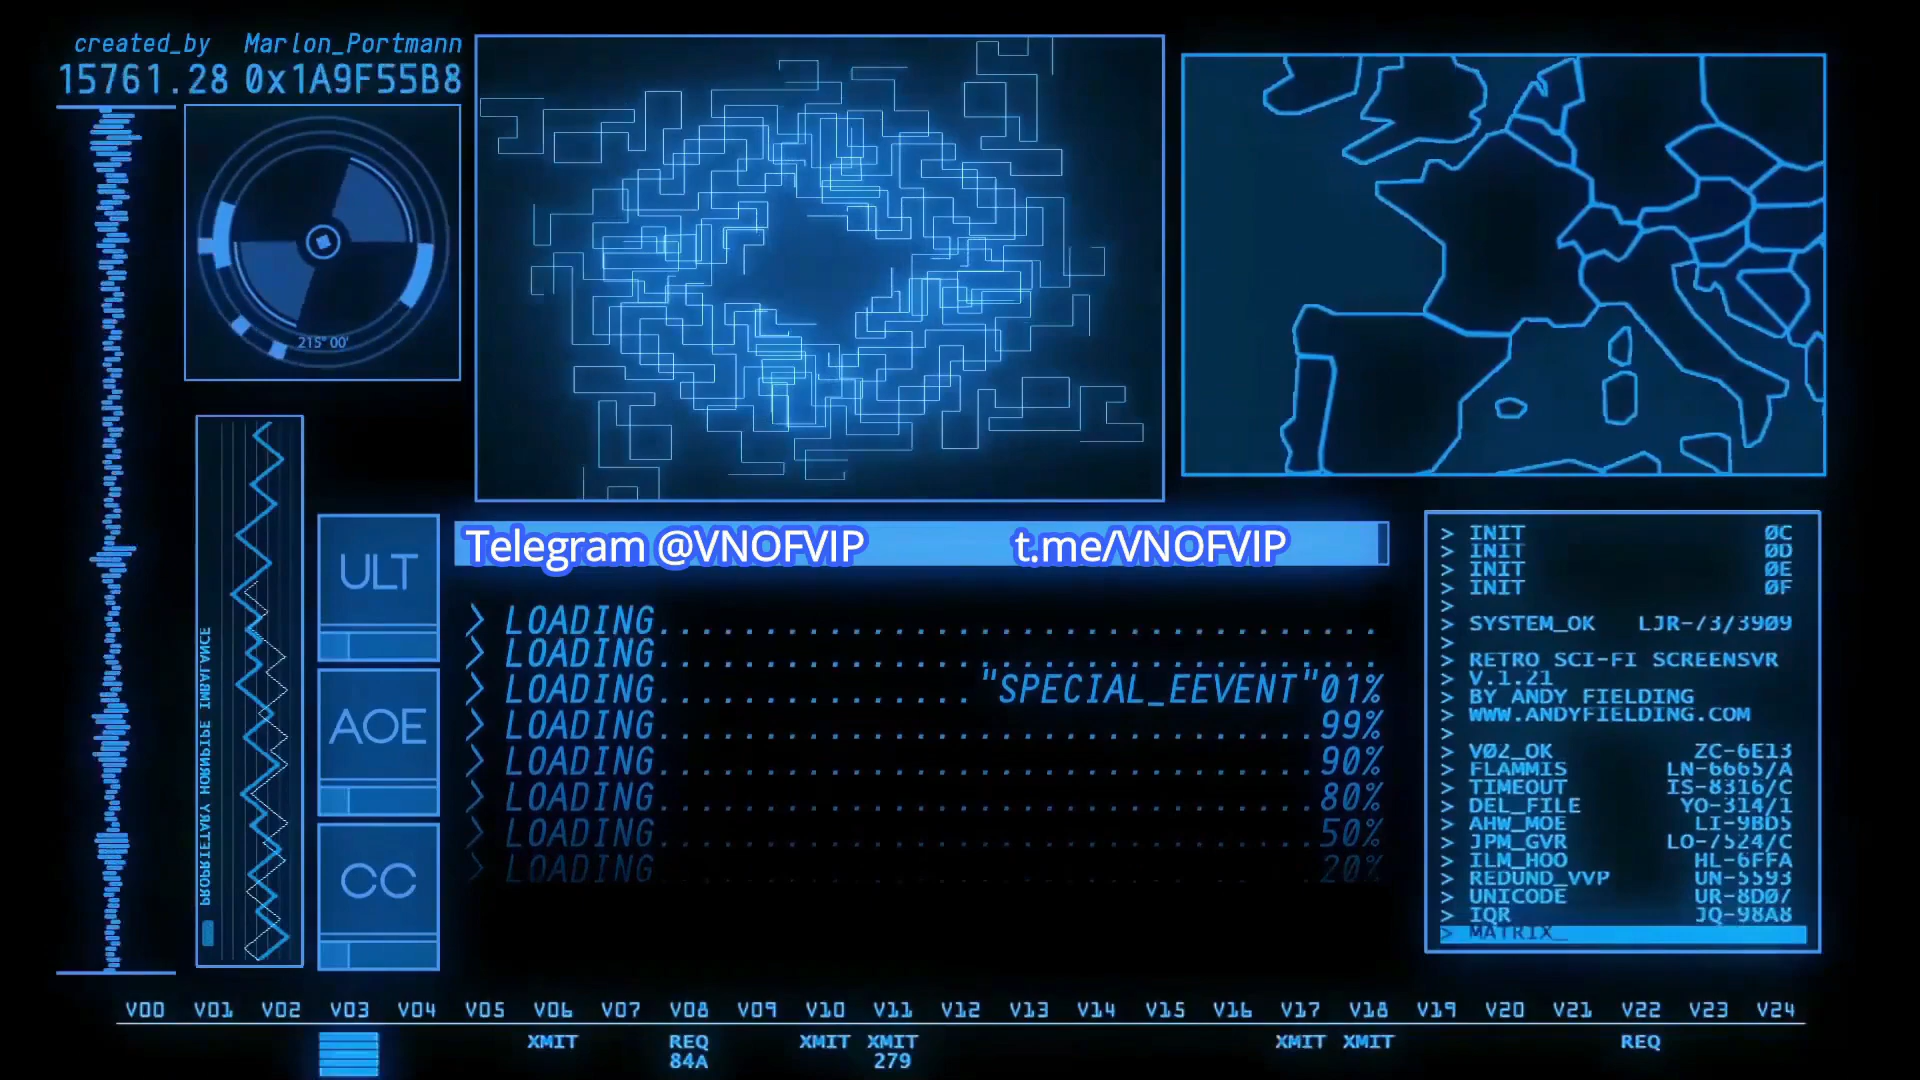 created_by Marlon_Portmann
15761.28 0x1A9F55B8
215° 00'
PROPRIETARY HORNPIPE IMBALANCE
ULT
AOE
CC
Telegram @VNOFVIP t.me/VNOFVIP
> LOADING..................................
> LOADING..................................
> LOADING..............."SPECIAL_EEVENT"01%
> LOADING...............................99%
> LOADING...............................90%
> LOADING...............................80%
> LOADING...............................50%
> LOADING...............................20%
> INIT 0C
> INIT 0D
> INIT 0E
> INIT 0F
>
> SYSTEM_OK LJR-73/3909
>
> RETRO SCI-FI SCREENSVR
> V.1.21
> BY ANDY FIELDING
> WWW.ANDYFIELDING.COM
>
> V02_OK ZC-6E13
> FLAMMIS LN-6665/A
> TIMEOUT IS-8316/C
> DEL_FILE YO-314/1
> AHW_MOE LI-9BD5
> JPM_GVR LO-7524/C
> ILM_HOO HL-6FFA
> REDUND_VVP UN-5593
> UNICODE UR-8D07
> IQR JQ-98A8
> MATRIX_
V00 V01 V02 V03 V04 V05 V06 V07 V08 V09 V10 V11 V12 V13 V14 V15 V16 V17 V18 V19 V20 V21 V22 V23 V24
XMIT REQ XMIT XMIT XMIT XMIT REQ
84A 279